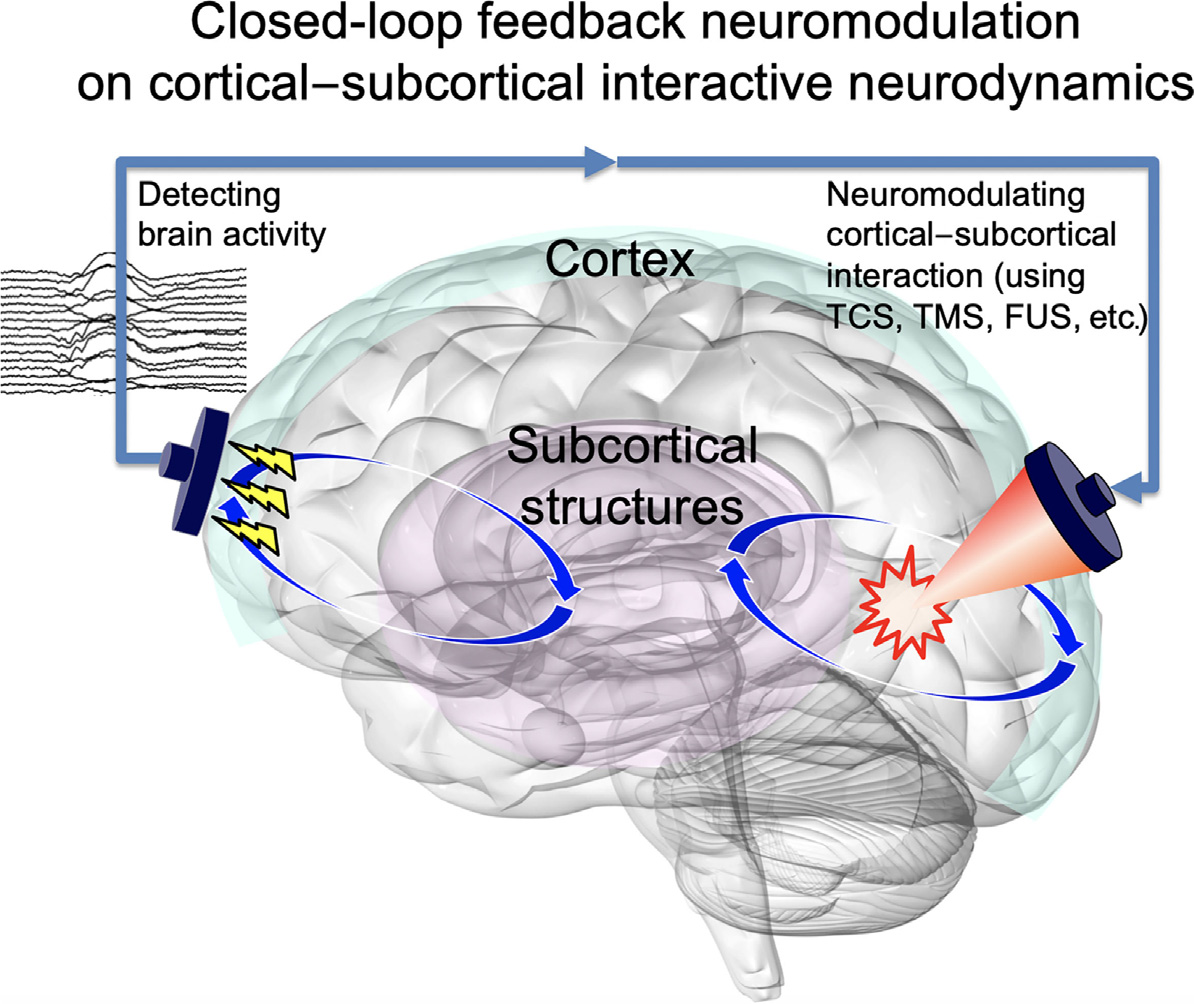 Closed-loop feedback neuromodulation
on cortical–subcortical interactive neurodynamics
Detecting
brain activity
Neuromodulating
cortical–subcortical
interaction (using
TCS, TMS, FUS, etc.)
Cortex
Subcortical
structures